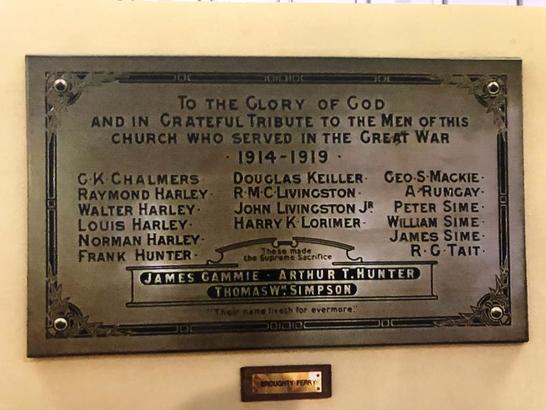 TO THE GLORY OF GOD
AND IN GRATEFUL TRIBUTE TO THE MEN OF THIS
CHURCH WHO SERVED IN THE GREAT WAR
· 1914-1919 ·
G·K·CHALMERS
RAYMOND HARLEY·
WALTER HARLEY·
LOUIS HARLEY·
NORMAN HARLEY·
FRANK HUNTER·
DOUGLAS KEILLER·
R·M·C·LIVINGSTON·
JOHN LIVINGSTON JR
HARRY K·LORIMER·
GEO·S·MACKIE·
A·RUMGAY·
PETER SIME·
WILLIAM SIME·
JAMES SIME·
R·G·TAIT·
These made
the Supreme Sacrifice
JAMES GAMMIE · ARTHUR T. HUNTER
THOMAS WM SIMPSON
"Their name liveth for evermore."
BROUGHTY FERRY